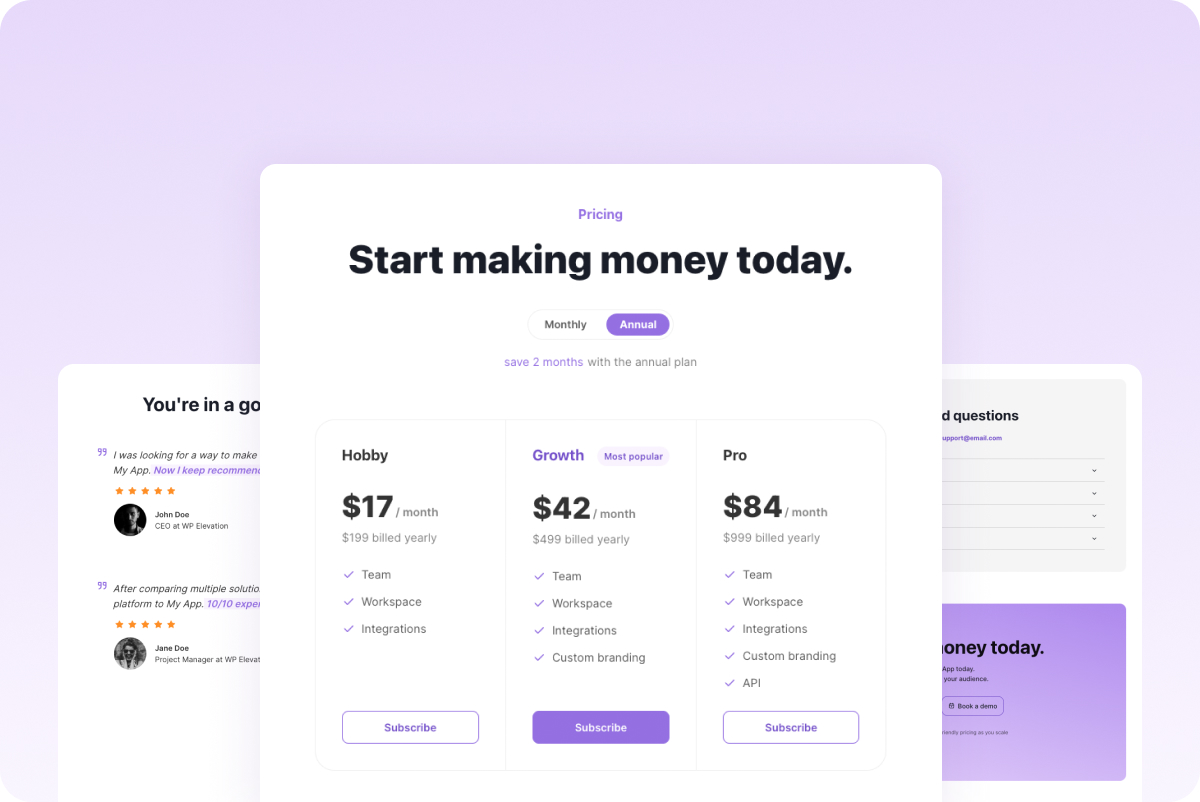 Pricing
Start making money today.
Monthly
Annual
save 2 months with the annual plan
Hobby
$17 / month
$199 billed yearly
Team
Workspace
Integrations
Subscribe
Growth
Most popular
$42 / month
$499 billed yearly
Team
Workspace
Integrations
Custom branding
Subscribe
Pro
$84 / month
$999 billed yearly
Team
Workspace
Integrations
Custom branding
API
Subscribe
You're in a go
I was looking for a way to make
My App. Now I keep recommend
John Doe
CEO at WP Elevation
After comparing multiple solutio
platform to My App. 10/10 exper
Jane Doe
Project Manager at WP Elevat
d questions
upport@email.com
oney today.
App today.
your audience.
Book a demo
riendly pricing as you scale